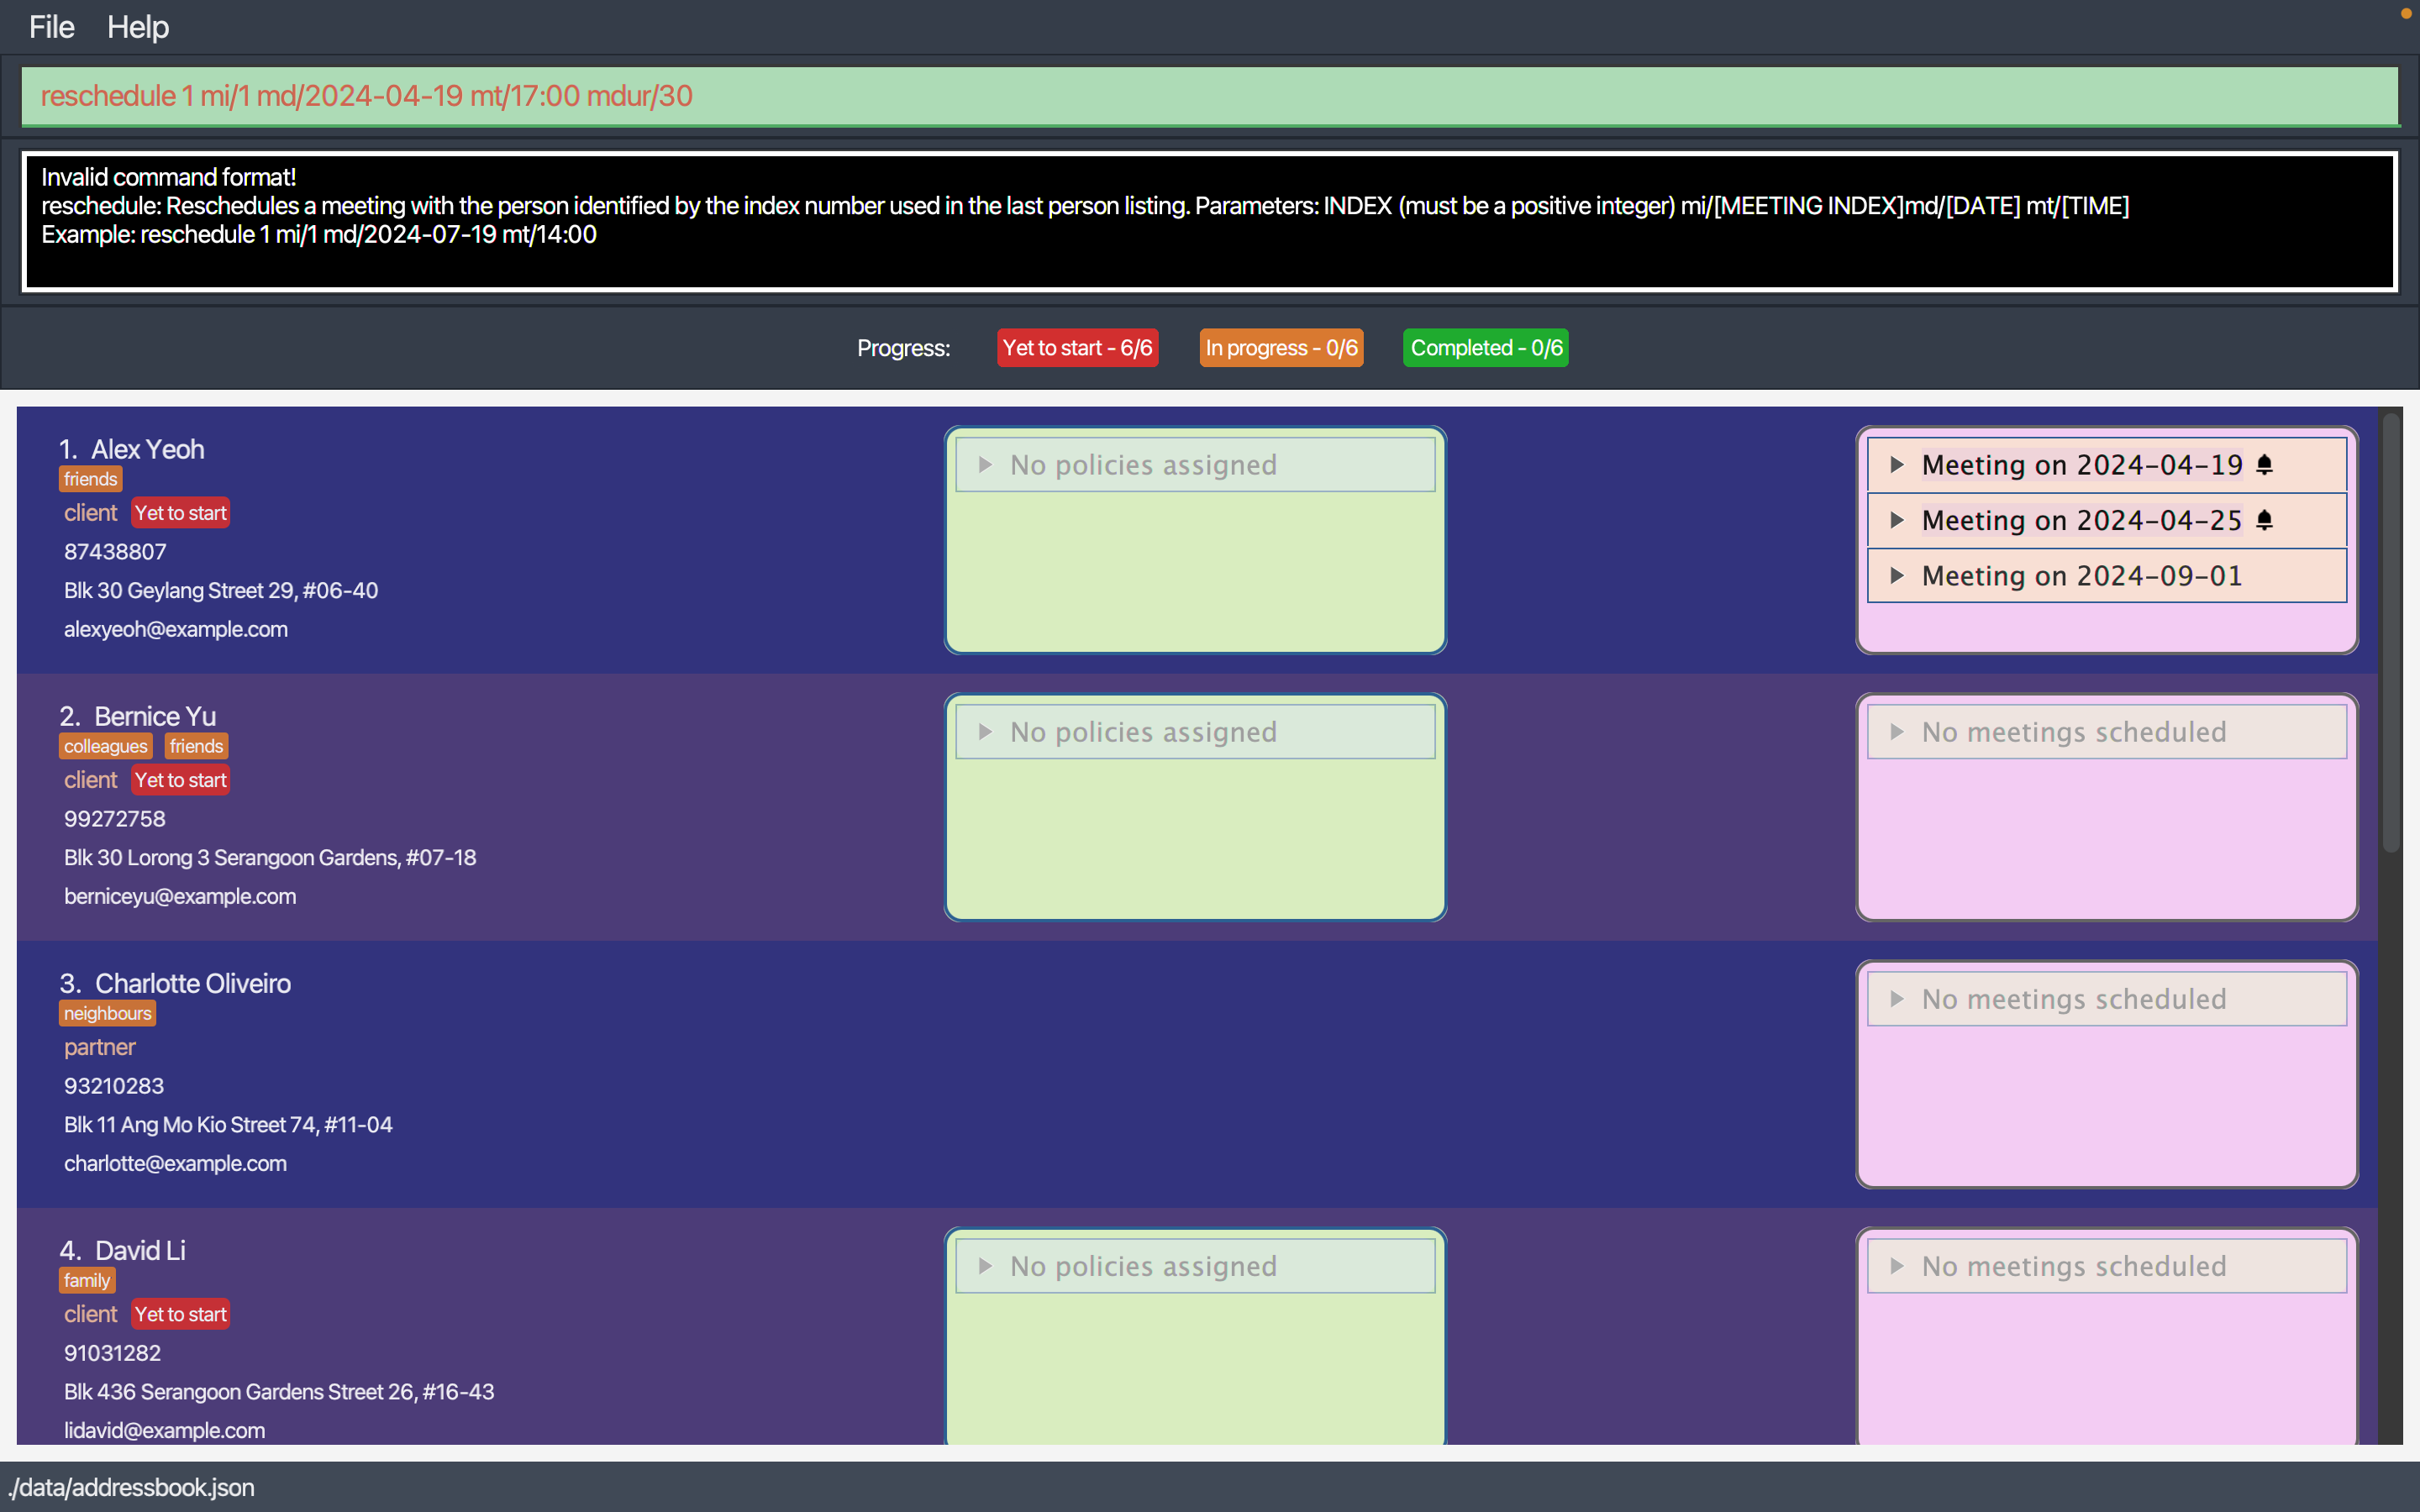 File Help
reschedule 1 mi/1 md/2024-04-19 mt/17:00 mdur/30
Invalid command format!
reschedule: Reschedules a meeting with the person identified by the index number used in the last person listing. Parameters: INDEX (must be a positive integer) mi/[MEETING INDEX]md/[DATE] mt/[TIME]
Example: reschedule 1 mi/1 md/2024-07-19 mt/14:00
Progress: Yet to start - 6/6 In progress - 0/6 Completed - 0/6
1. Alex Yeoh
friends
client Yet to start
87438807
Blk 30 Geylang Street 29, #06-40
alexyeoh@example.com
No policies assigned
Meeting on 2024-04-19
Meeting on 2024-04-25
Meeting on 2024-09-01
2. Bernice Yu
colleagues friends
client Yet to start
99272758
Blk 30 Lorong 3 Serangoon Gardens, #07-18
berniceyu@example.com
No policies assigned
No meetings scheduled
3. Charlotte Oliveiro
neighbours
partner
93210283
Blk 11 Ang Mo Kio Street 74, #11-04
charlotte@example.com
No meetings scheduled
4. David Li
family
client Yet to start
91031282
Blk 436 Serangoon Gardens Street 26, #16-43
lidavid@example.com
No policies assigned
No meetings scheduled
./data/addressbook.json